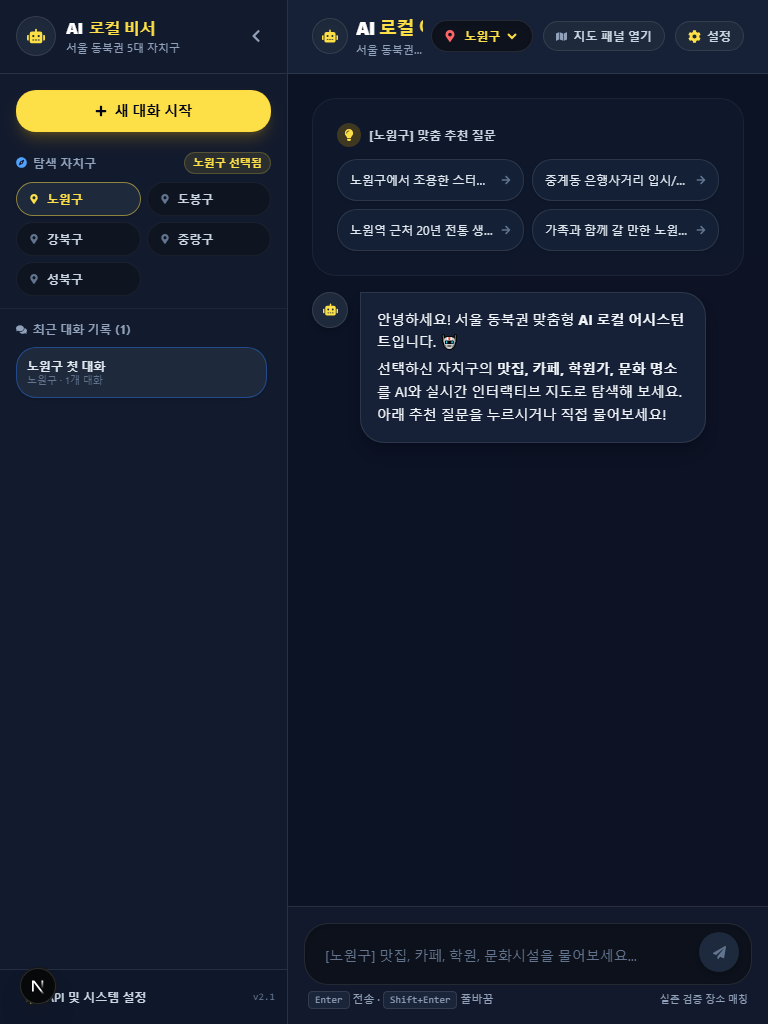 AI 로컬 비서
서울 동북권 5대 자치구
새 대화 시작
탐색 자치구
노원구 선택됨
노원구
도봉구
강북구
중랑구
성북구
최근 대화 기록 (1)
노원구 첫 대화
노원구 · 1개 대화
API 및 시스템 설정
v2.1
AI 로컬
서울 동북권...
노원구
지도 패널 열기
설정
[노원구] 맞춤 추천 질문
노원구에서 조용한 스터...
중계동 은행사거리 입시/...
노원역 근처 20년 전통 생...
가족과 함께 갈 만한 노원...
안녕하세요! 서울 동북권 맞춤형 AI 로컬 어시스턴
트입니다.
선택하신 자치구의 맛집, 카페, 학원가, 문화 명소
를 AI와 실시간 인터랙티브 지도로 탐색해 보세요.
아래 추천 질문을 누르시거나 직접 물어보세요!
[노원구] 맛집, 카페, 학원, 문화시설을 물어보세요...
Enter 전송 · Shift+Enter 줄바꿈
실존 검증 장소 매칭